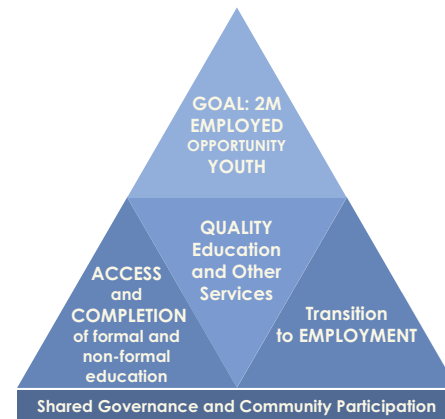 GOAL: 2M
EMPLOYED
OPPORTUNITY
YOUTH
QUALITY
Education
and Other
Services
ACCESS
and
COMPLETION
of formal and
non-formal
education
Transition
to EMPLOYMENT
Shared Governance and Community Participation